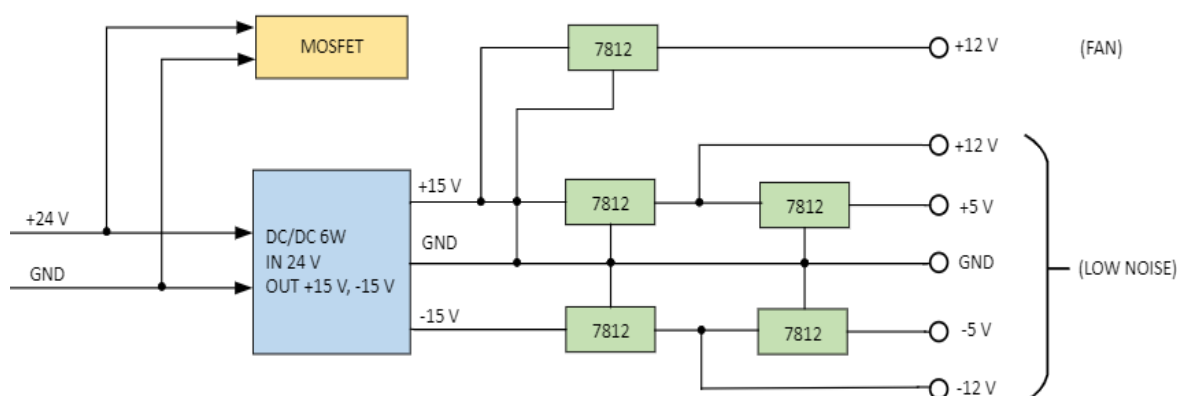 MOSFET
7812
+12 V
(FAN)
+12 V
+15 V
7812
7812
+5 V
+24 V
DC/DC 6W
IN 24 V
OUT +15 V, -15 V
GND
GND
GND
(LOW NOISE)
-15 V
7812
7812
-5 V
-12 V